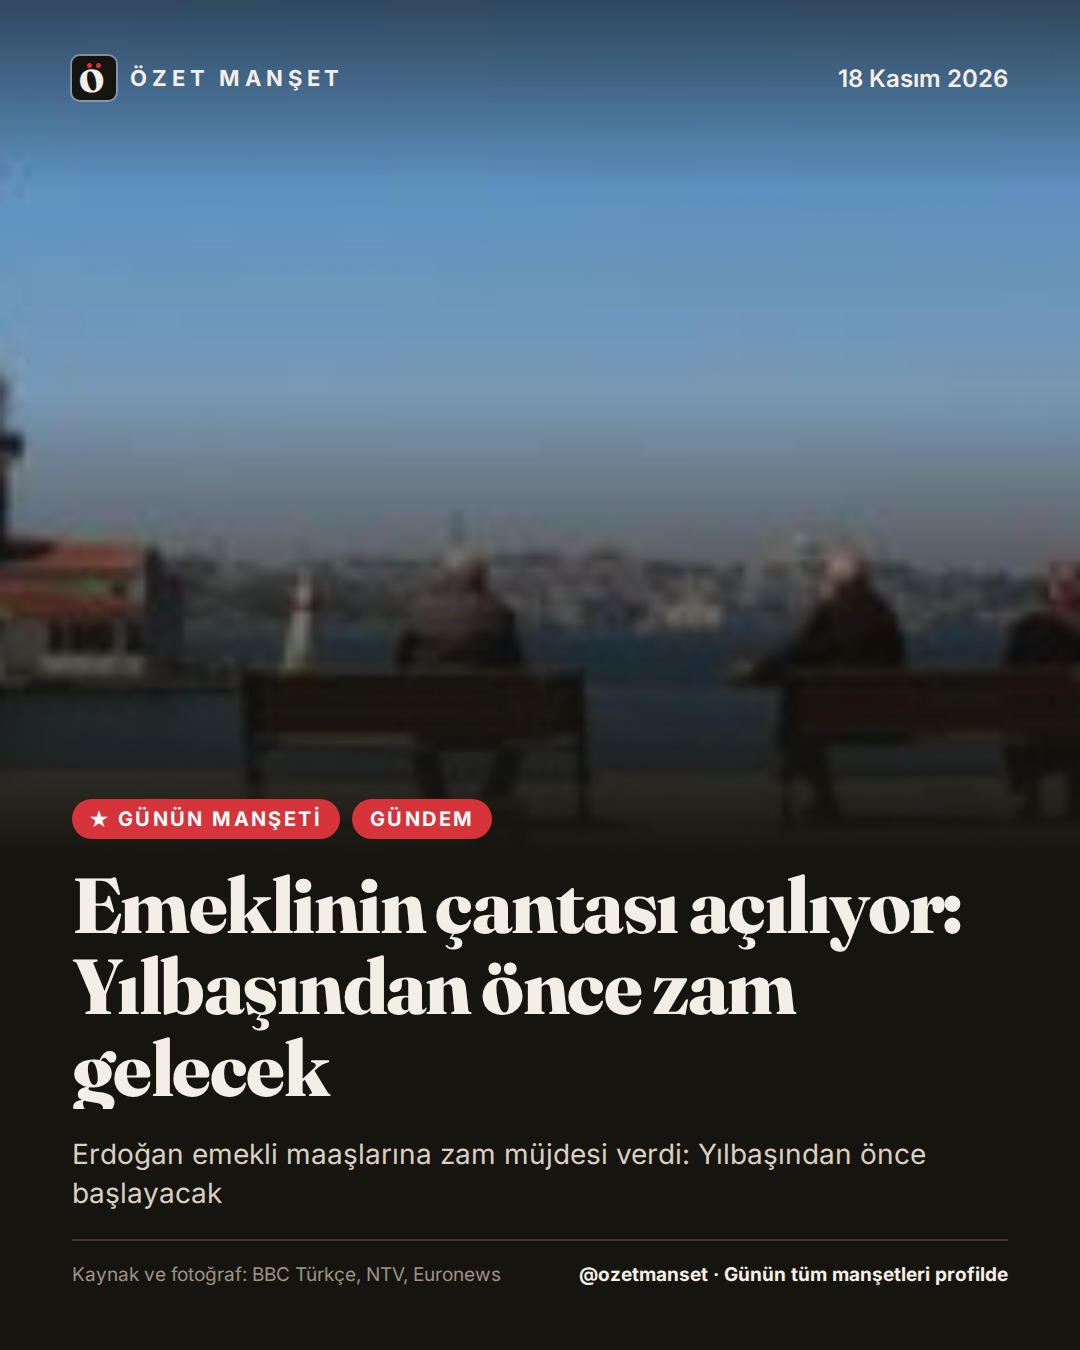 ö ÖZET MANŞET
18 Kasım 2026
★ GÜNÜN MANŞETİ GÜNDEM
Emeklinin çantası açılıyor:
Yılbaşından önce zam
gelecek
Erdoğan emekli maaşlarına zam müjdesi verdi: Yılbaşından önce
başlayacak
Kaynak ve fotoğraf: BBC Türkçe, NTV, Euronews
@ozetmanset · Günün tüm manşetleri profilde